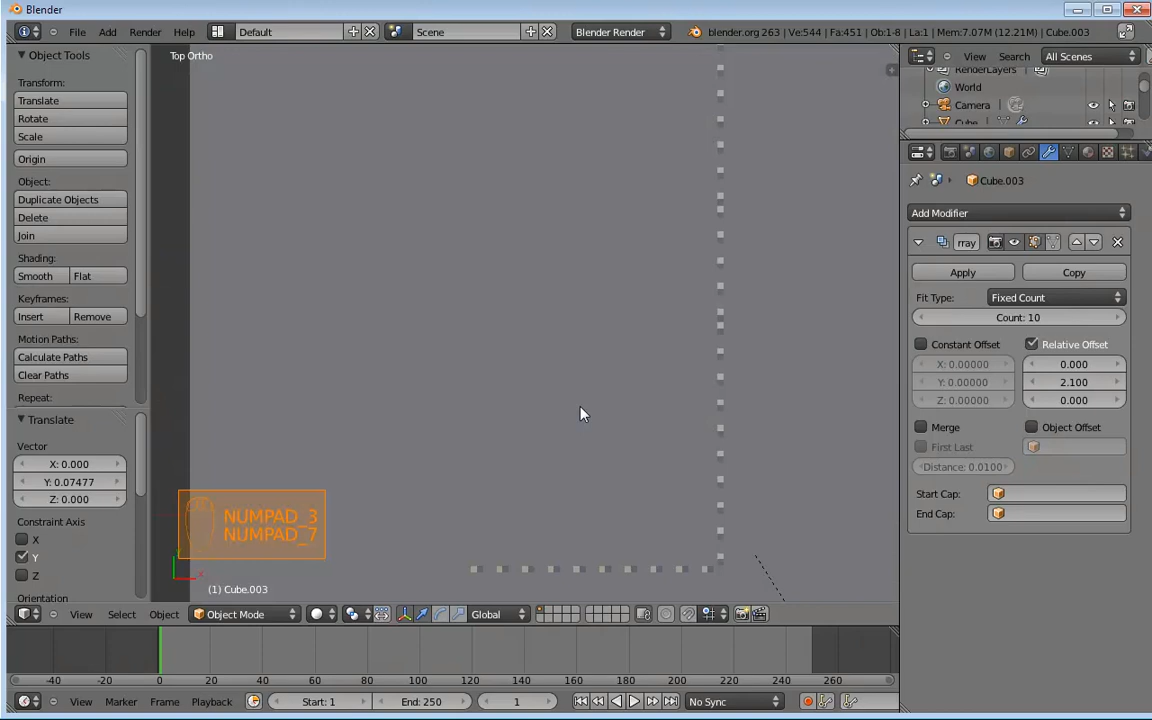 Blender
File Add Render Help Default Scene Blender Render blender.org 263 | Ve:544 | Fa:451 | Ob:1-8 | La:1 | Mem:7.07M (12.21M) | Cube.003
View Search All Scenes
RenderLayers
World
Camera
Cube
Object Tools
Transform:
Translate
Rotate
Scale
Origin
Object:
Duplicate Objects
Delete
Join
Shading:
Smooth Flat
Keyframes:
Insert Remove
Motion Paths:
Calculate Paths
Clear Paths
Repeat:
Translate
Vector
X: 0.000
Y: 0.07477
Z: 0.000
Constraint Axis
X
Y
Z
Orientation
Top Ortho
NUMPAD_3
NUMPAD_7
(1) Cube.003
Cube.003
Add Modifier
rray
Apply Copy
Fit Type: Fixed Count
Count: 10
Constant Offset Relative Offset
X: 0.00000 0.000
Y: 0.00000 2.100
Z: 0.00000 0.000
Merge Object Offset
First Last
Distance: 0.0100
Start Cap:
End Cap:
View Select Object Object Mode Global
-40 -20 0 20 40 60 80 100 120 140 160 180 200 220 240 260 280
View Marker Frame Playback Start: 1 End: 250 1 No Sync